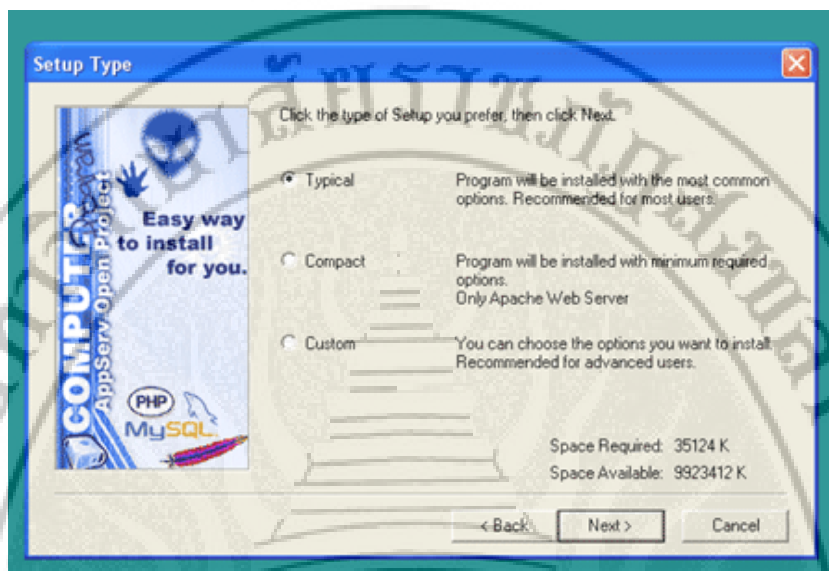 Setup Type
Click the type of Setup you prefer, then click Next.
Typical
Program will be installed with the most common
options. Recommended for most users.
Compact
Program will be installed with minimum required
options.
Only Apache Web Server
Custom
You can choose the options you want to install
Recommended for advanced users.
Space Required: 35124 K
Space Available: 9923412 K
< Back
Next >
Cancel
COMPUTER
Program
AppServ Open Project
Easy way
to install
for you.
PHP
MySQL